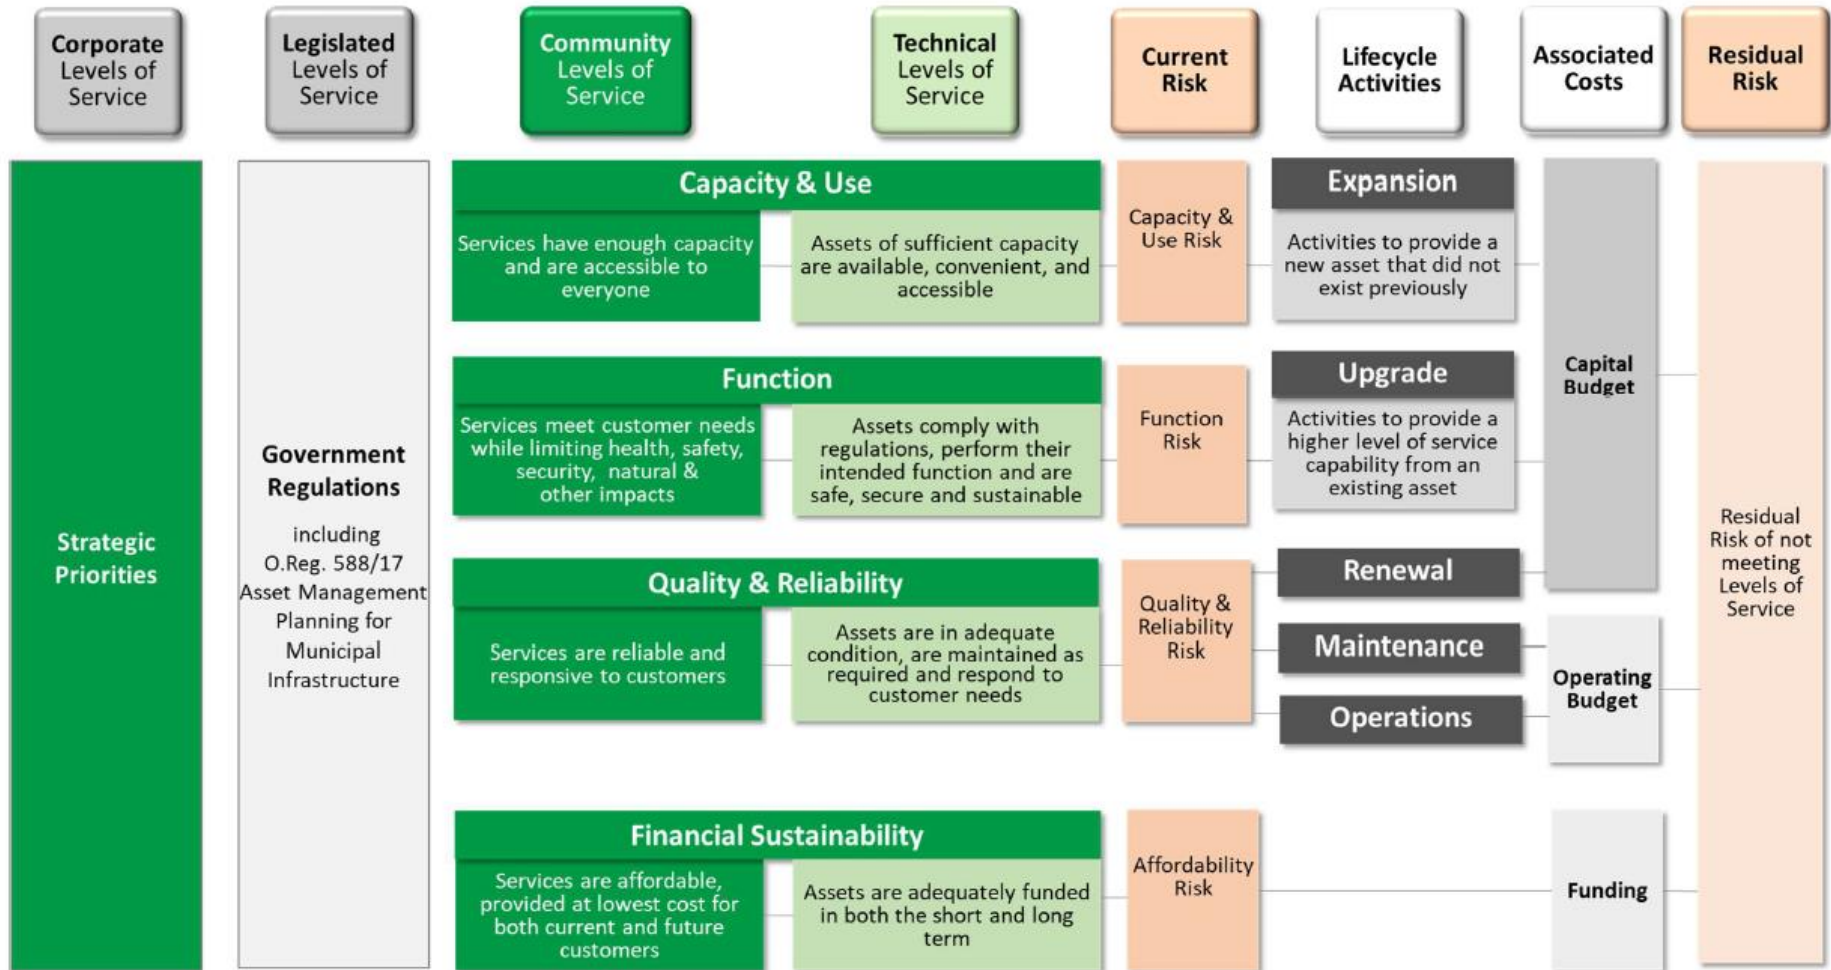 Corporate
Levels of
Service
Legislated
Levels of
Service
Community
Levels of
Service
Technical
Levels of
Service
Current
Risk
Lifecycle
Activities
Associated
Costs
Residual
Risk
Strategic
Priorities
Government
Regulations
including
O.Reg. 588/17
Asset Management
Planning for
Municipal
Infrastructure
Capacity & Use
Services have enough capacity
and are accessible to
everyone
Assets of sufficient capacity
are available, convenient, and
accessible
Capacity &
Use Risk
Expansion
Activities to provide a
new asset that did not
exist previously
Function
Services meet customer needs
while limiting health, safety,
security, natural &
other impacts
Assets comply with
regulations, perform their
intended function and are
safe, secure and sustainable
Function
Risk
Upgrade
Activities to provide a
higher level of service
capability from an
existing asset
Capital
Budget
Quality & Reliability
Services are reliable and
responsive to customers
Assets are in adequate
condition, are maintained as
required and respond to
customer needs
Quality &
Reliability
Risk
Renewal
Maintenance
Operations
Operating
Budget
Financial Sustainability
Services are affordable,
provided at lowest cost for
both current and future
customers
Assets are adequately funded
in both the short and long
term
Affordability
Risk
Funding
Residual
Risk of not
meeting
Levels of
Service